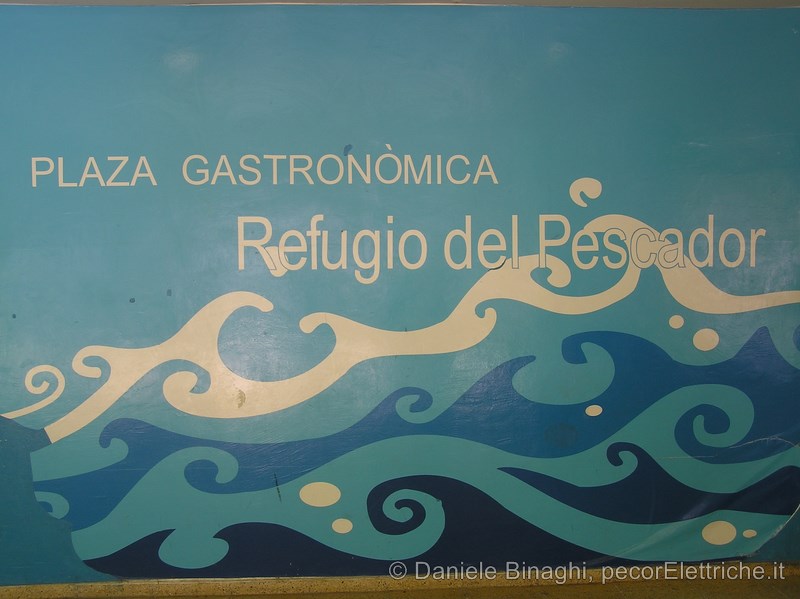 PLAZA GASTRONÒMICA
Refugio del Pescador
© Daniele Binaghi, pecorElettriche.it